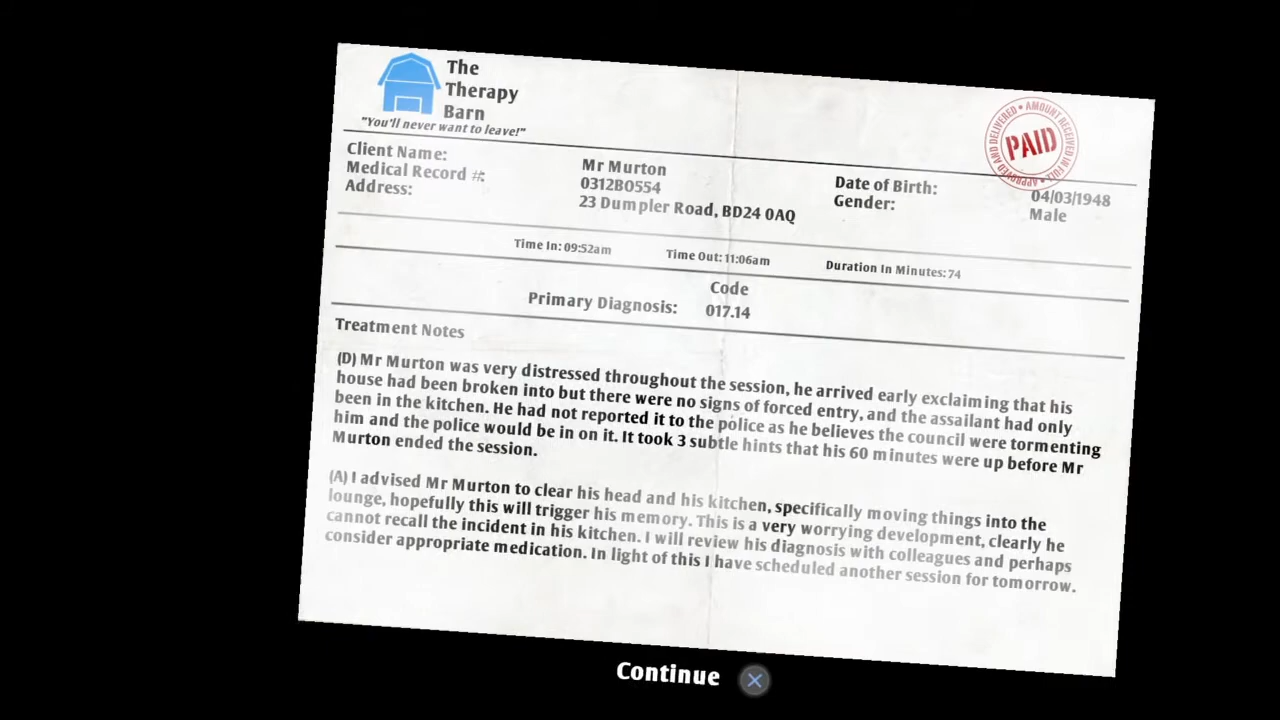 The
Therapy
Barn
"You'll never want to leave!"
AND DELIVERED • AMOUNT RECEIVED IN FULL • APPROVED
PAID
Client Name: Mr Murton Date of Birth: 04/03/1948
Medical Record #: 0312B0554 Gender: Male
Address: 23 Dumpler Road, BD24 0AQ
Time In: 09:52am Time Out: 11:06am Duration In Minutes: 74
Code
Primary Diagnosis: 017.14
Treatment Notes
(D) Mr Murton was very distressed throughout the session, he arrived early exclaiming that his
house had been broken into but there were no signs of forced entry, and the assailant had only
been in the kitchen. He had not reported it to the police as he believes the council were tormenting
him and the police would be in on it. It took 3 subtle hints that his 60 minutes were up before Mr
Murton ended the session.
(A) I advised Mr Murton to clear his head and his kitchen, specifically moving things into the
lounge, hopefully this will trigger his memory. This is a very worrying development, clearly he
cannot recall the incident in his kitchen. I will review his diagnosis with colleagues and perhaps
consider appropriate medication. In light of this I have scheduled another session for tomorrow.
Continue